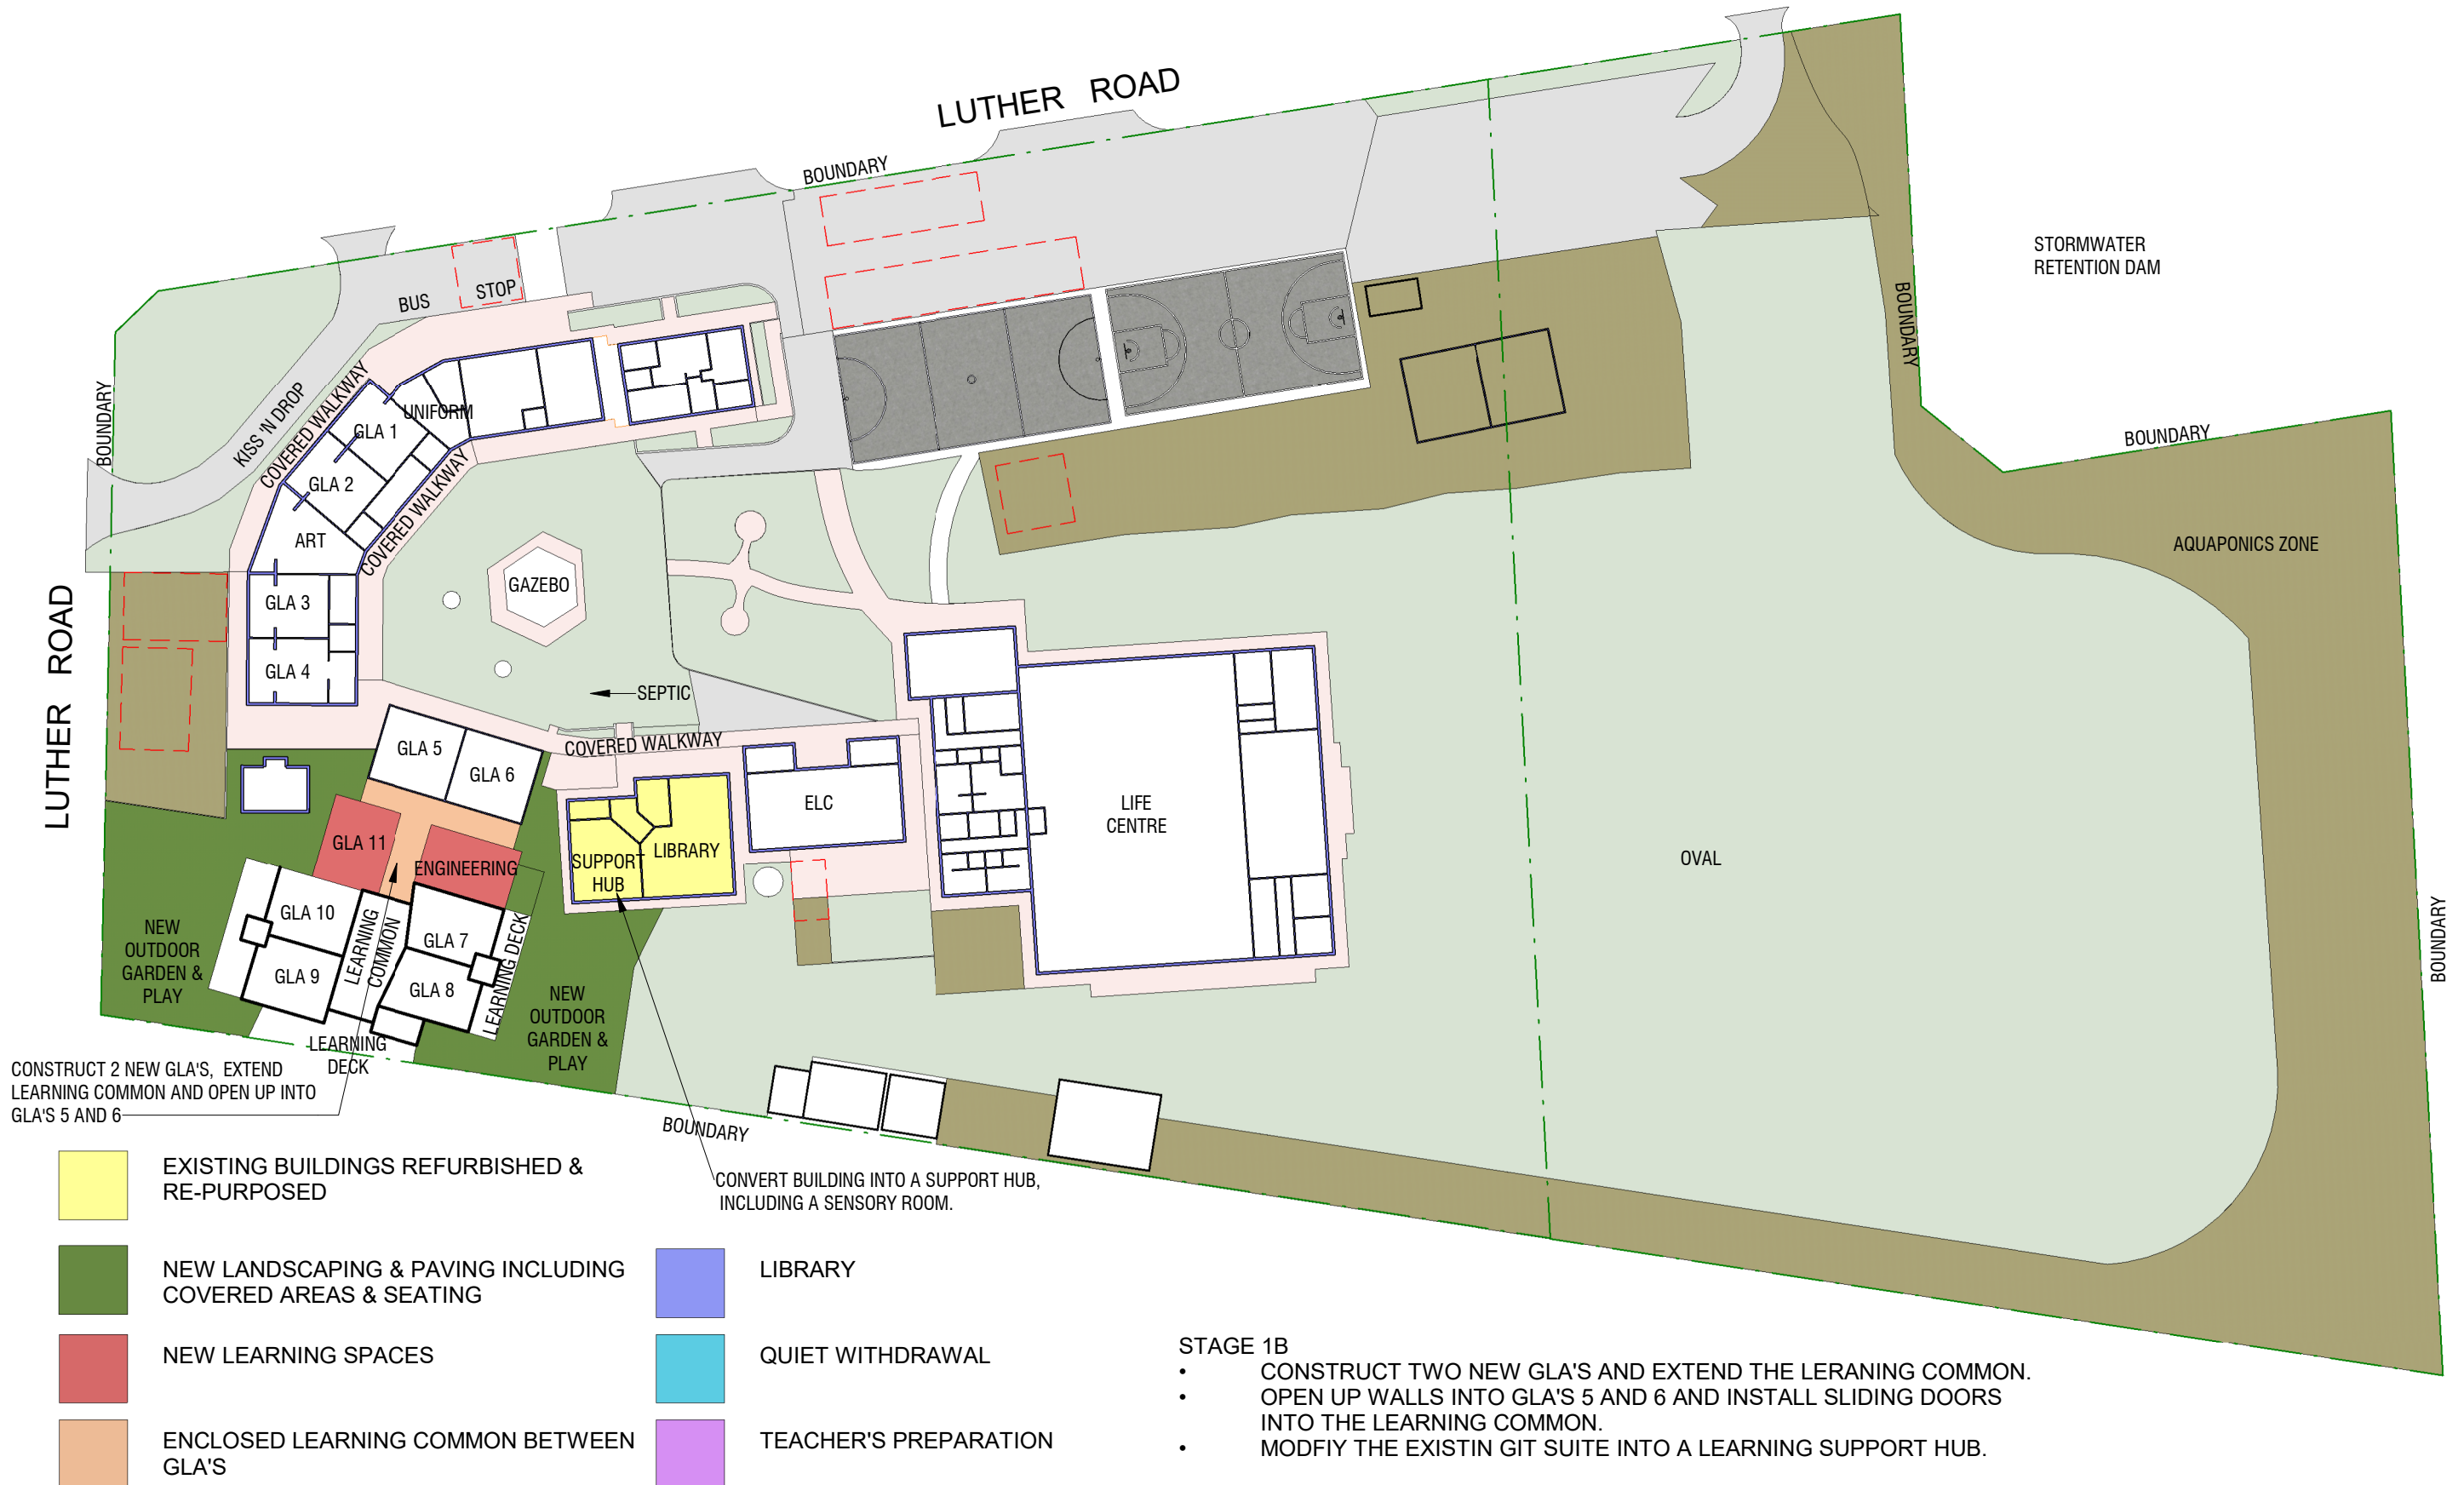 LUTHER ROAD
BOUNDARY
STORMWATER
RETENTION DAM
BUS STOP
BOUNDARY
BOUNDARY
KISS 'N DROP
COVERED WALKWAY
UNIFORM
GLA 1
GLA 2
COVERED WALKWAY
ART
BOUNDARY
AQUAPONICS ZONE
GAZEBO
GLA 3
GLA 4
LUTHER ROAD
SEPTIC
COVERED WALKWAY
GLA 5
GLA 6
ELC
LIFE
CENTRE
GLA 11
ENGINEERING
SUPPORT
HUB
LIBRARY
OVAL
GLA 10
GLA 9
LEARNING
COMMON
GLA 7
GLA 8
LEARNING DECK
NEW
OUTDOOR
GARDEN &
PLAY
NEW
OUTDOOR
GARDEN &
PLAY
BOUNDARY
LEARNING
DECK
CONSTRUCT 2 NEW GLA'S, EXTEND
LEARNING COMMON AND OPEN UP INTO
GLA'S 5 AND 6
BOUNDARY
CONVERT BUILDING INTO A SUPPORT HUB,
INCLUDING A SENSORY ROOM.
EXISTING BUILDINGS REFURBISHED &
RE-PURPOSED
NEW LANDSCAPING & PAVING INCLUDING
COVERED AREAS & SEATING
NEW LEARNING SPACES
ENCLOSED LEARNING COMMON BETWEEN
GLA'S
LIBRARY
QUIET WITHDRAWAL
TEACHER'S PREPARATION
STAGE 1B
• CONSTRUCT TWO NEW GLA'S AND EXTEND THE LERANING COMMON.
• OPEN UP WALLS INTO GLA'S 5 AND 6 AND INSTALL SLIDING DOORS
INTO THE LEARNING COMMON.
• MODFIY THE EXISTIN GIT SUITE INTO A LEARNING SUPPORT HUB.